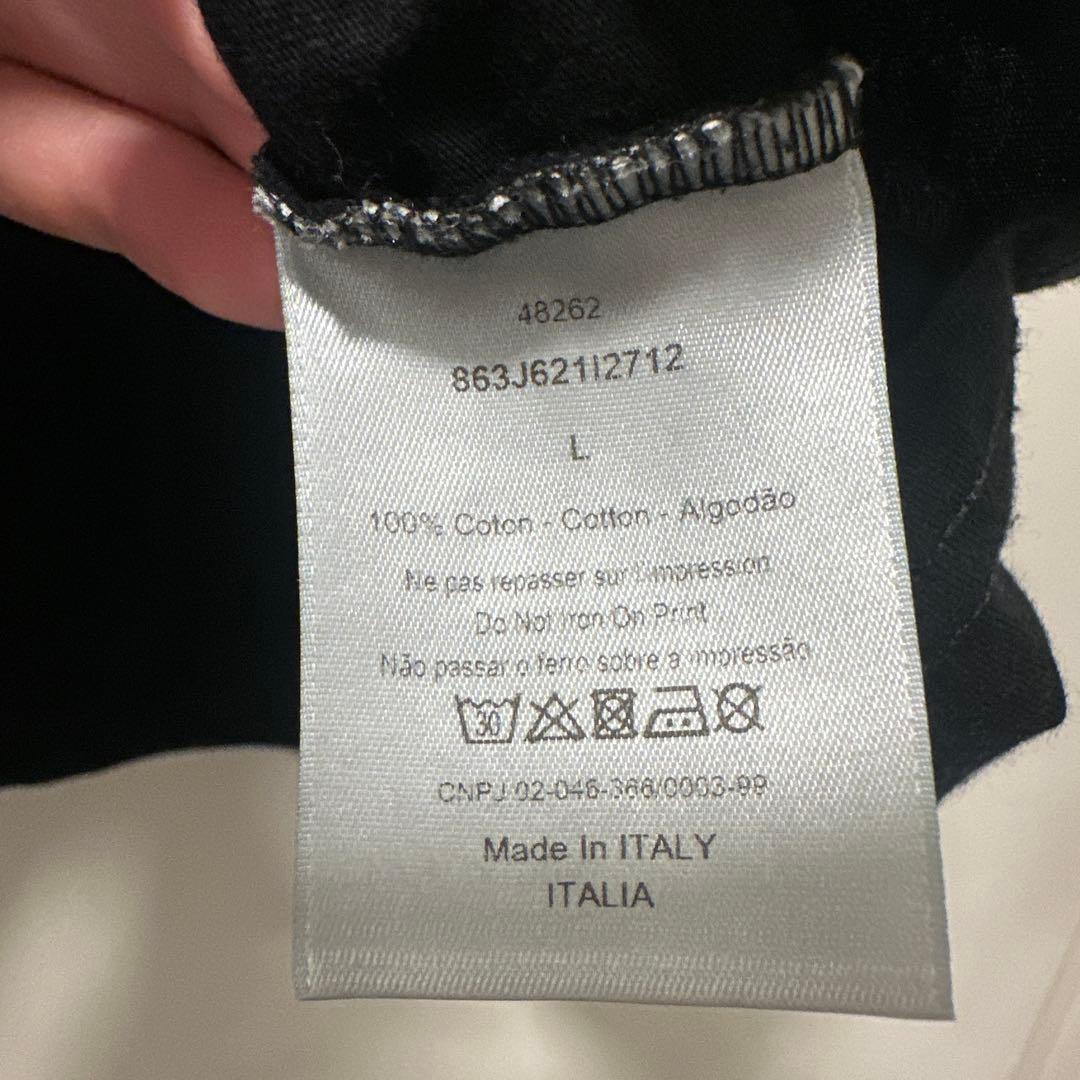 48262
863J621I2712
L
100% Coton - Cotton - Algodão
Ne pas repasser sur l'impression
Do Not Iron On Print
Não passar o ferro sobre a impressão
30
CNPJ 02-046-366/0003-99
Made In ITALY
ITALIA